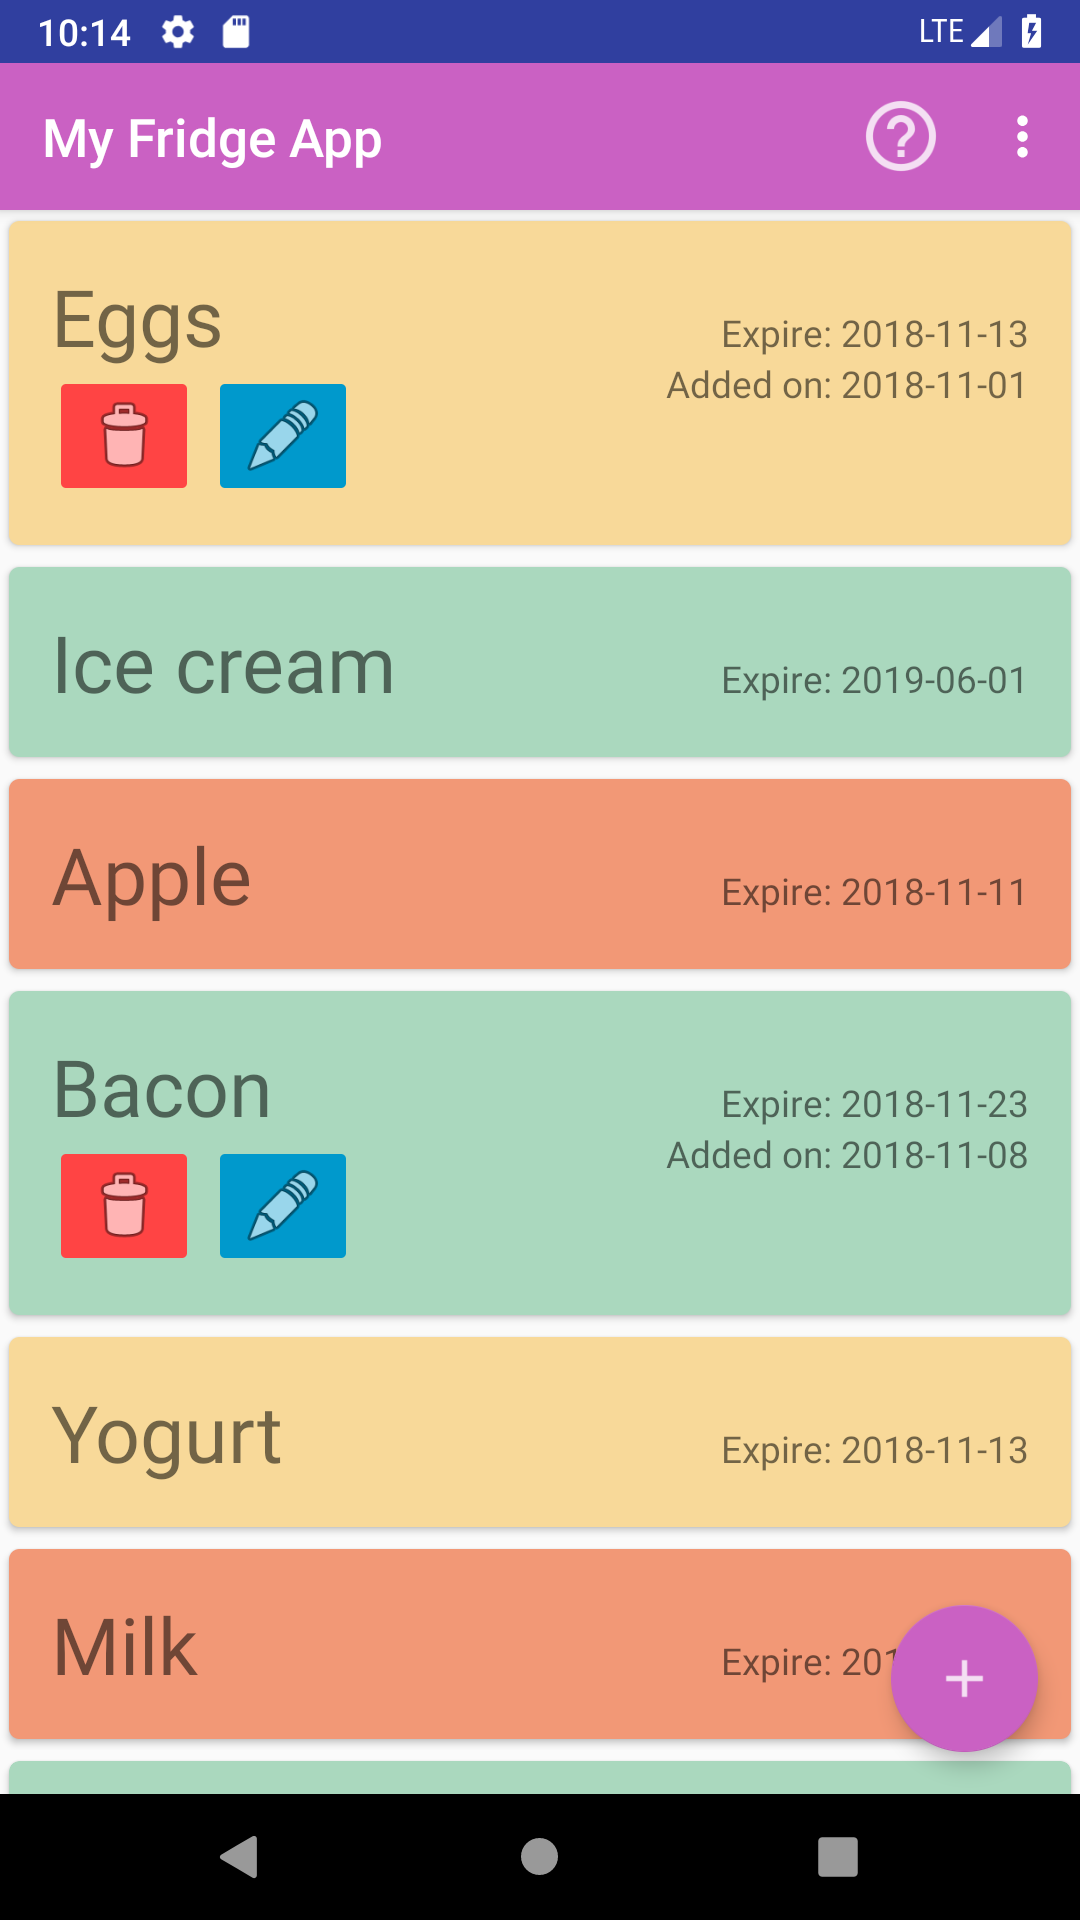 10:14 LTE
My Fridge App
Eggs
Expire: 2018-11-13
Added on: 2018-11-01
Ice cream
Expire: 2019-06-01
Apple
Expire: 2018-11-11
Bacon
Expire: 2018-11-23
Added on: 2018-11-08
Yogurt
Expire: 2018-11-13
Milk
Expire: